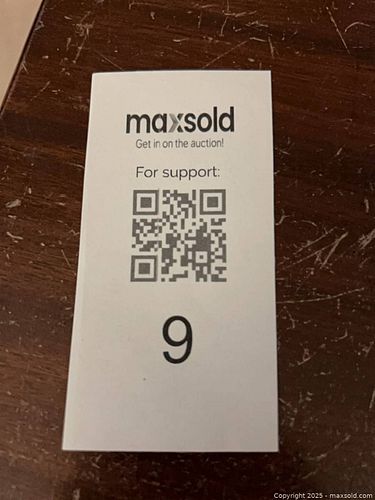 maxsold
Get in on the auction!
For support:
9
Copyright 2025 - maxsold.com